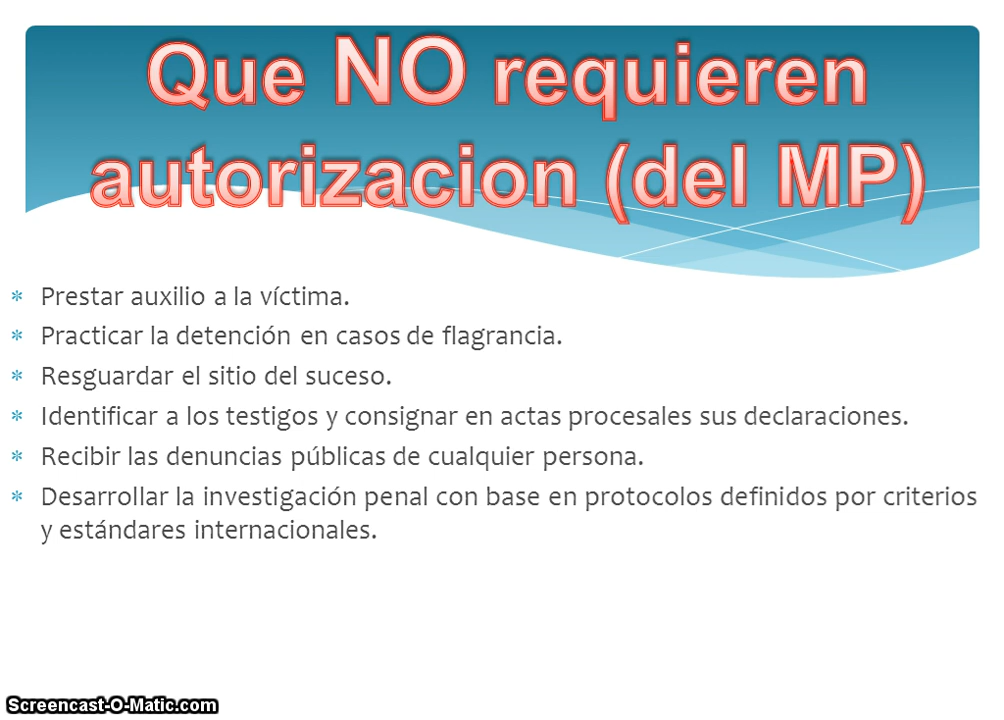 Que NO requieren
autorizacion (del MP)
* Prestar auxilio a la víctima.
* Practicar la detención en casos de flagrancia.
* Resguardar el sitio del suceso.
* Identificar a los testigos y consignar en actas procesales sus declaraciones.
* Recibir las denuncias públicas de cualquier persona.
* Desarrollar la investigación penal con base en protocolos definidos por criterios
y estándares internacionales.
Screencast-O-Matic.com